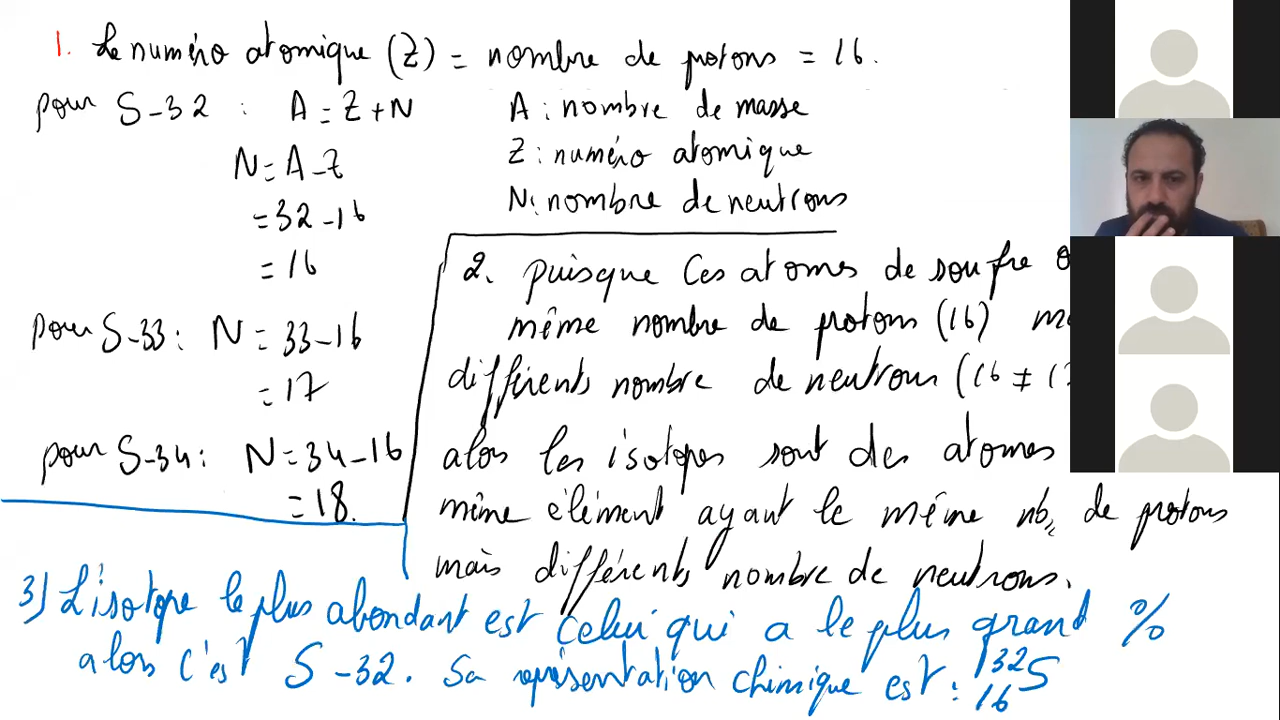 1. Le numéro atomique (Z) = nombre de protons = 16.
pour S-32 : A = Z + N
N = A - Z
= 32 - 16
= 16
A : nombre de masse
Z : numéro atomique
N : nombre de neutrons
pour S-33 : N = 33 - 16
= 17
pour S-34 : N = 34 - 16
= 18.
2. Puisque ces atomes de soufre
même nombre de protons (16)
différents nombre de neutrons (16 ≠
alors les isotopes sont des atomes
même élément ayant le même nb, de protons
mais différents nombre de neutrons.
3) L'isotope le plus abondant est celui qui a le plus grand %
alors c'est S-32. Sa représentation chimique est : ³²₁₆S